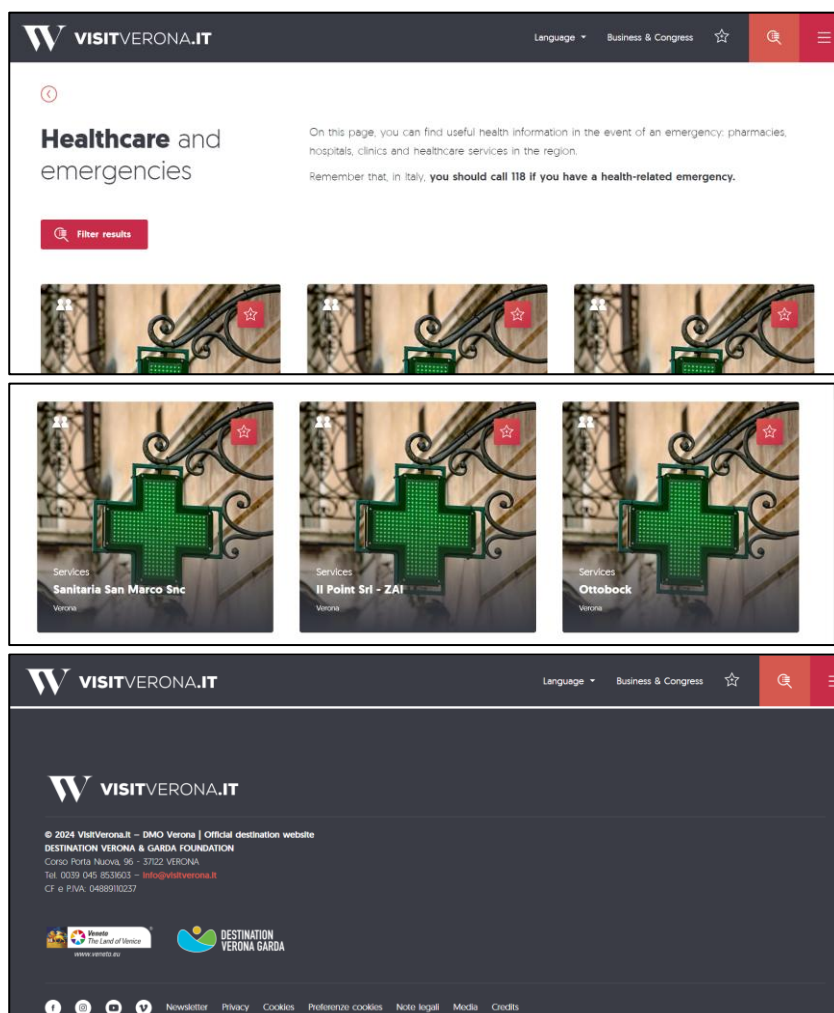 VISITVERONA.IT
Language Business & Congress
Healthcare and
emergencies
On this page, you can find useful health information in the event of an emergency: pharmacies,
hospitals, clinics and healthcare services in the region.
Remember that, in Italy, you should call 118 if you have a health-related emergency.
Filter results
Services
Sanitaria San Marco Snc
Verona
Services
Il Point Srl - ZAI
Verona
Services
Ottobock
Verona
VISITVERONA.IT
Language Business & Congress
VISITVERONA.IT
© 2024 VisitVerona.it – DMO Verona | Official destination website
DESTINATION VERONA & GARDA FOUNDATION
Corso Porta Nuova, 96 - 37122 VERONA
Tel. 0039 045 8531603 – info@visitverona.it
CF e P.IVA: 04889110237
Veneto
The Land of Venice
www.veneto.eu
DESTINATION
VERONA GARDA
Newsletter Privacy Cookies Preferenze cookies Note legali Media Credits